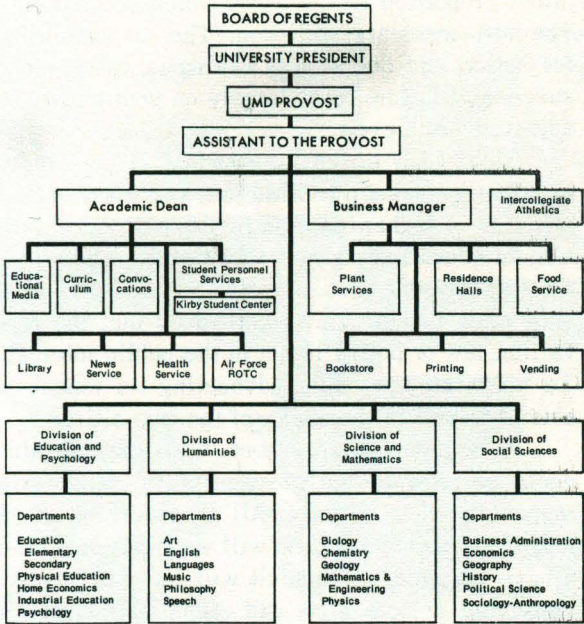 BOARD OF REGENTS
UNIVERSITY PRESIDENT
UMD PROVOST
ASSISTANT TO THE PROVOST
Academic Dean
Business Manager
Intercollegiate
Athletics
Educa-
tional
Media
Curric-
ulum
Convo-
cations
Student Personnel
Services
Kirby Student Center
Plant
Services
Residence
Halls
Food
Service
Library
News
Service
Health
Service
Air Force
ROTC
Bookstore
Printing
Vending
Division of
Education and
Psychology
Division of
Humanities
Division of
Science and
Mathematics
Division of
Social Sciences
Departments
Education
Elementary
Secondary
Physical Education
Home Economics
Industrial Education
Psychology
Departments
Art
English
Languages
Music
Philosophy
Speech
Departments
Biology
Chemistry
Geology
Mathematics &
Engineering
Physics
Departments
Business Administration
Economics
Geography
History
Political Science
Sociology-Anthropology